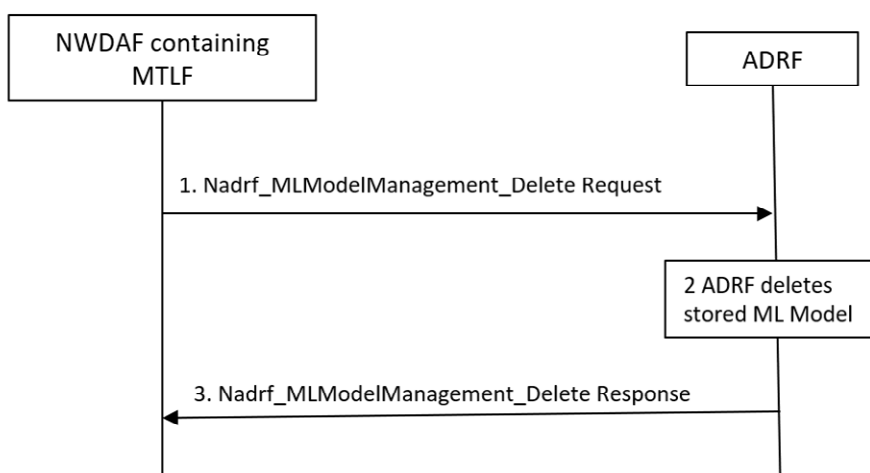 NWDAF containing
MTLF
ADRF
1. Nadrf_MLModelManagement_Delete Request
2 ADRF deletes
stored ML Model
3. Nadrf_MLModelManagement_Delete Response